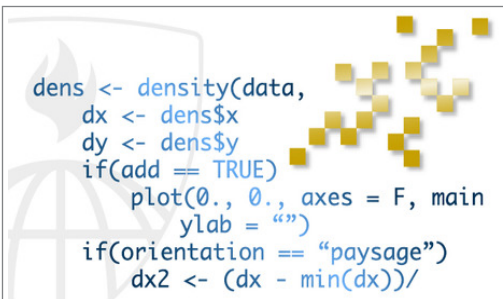 dens <- density(data,
dx <- dens$x
dy <- dens$y
if(add == TRUE)
plot(0., 0., axes = F, main
ylab = “”)
if(orientation == “paysage”)
dx2 <- (dx - min(dx))/